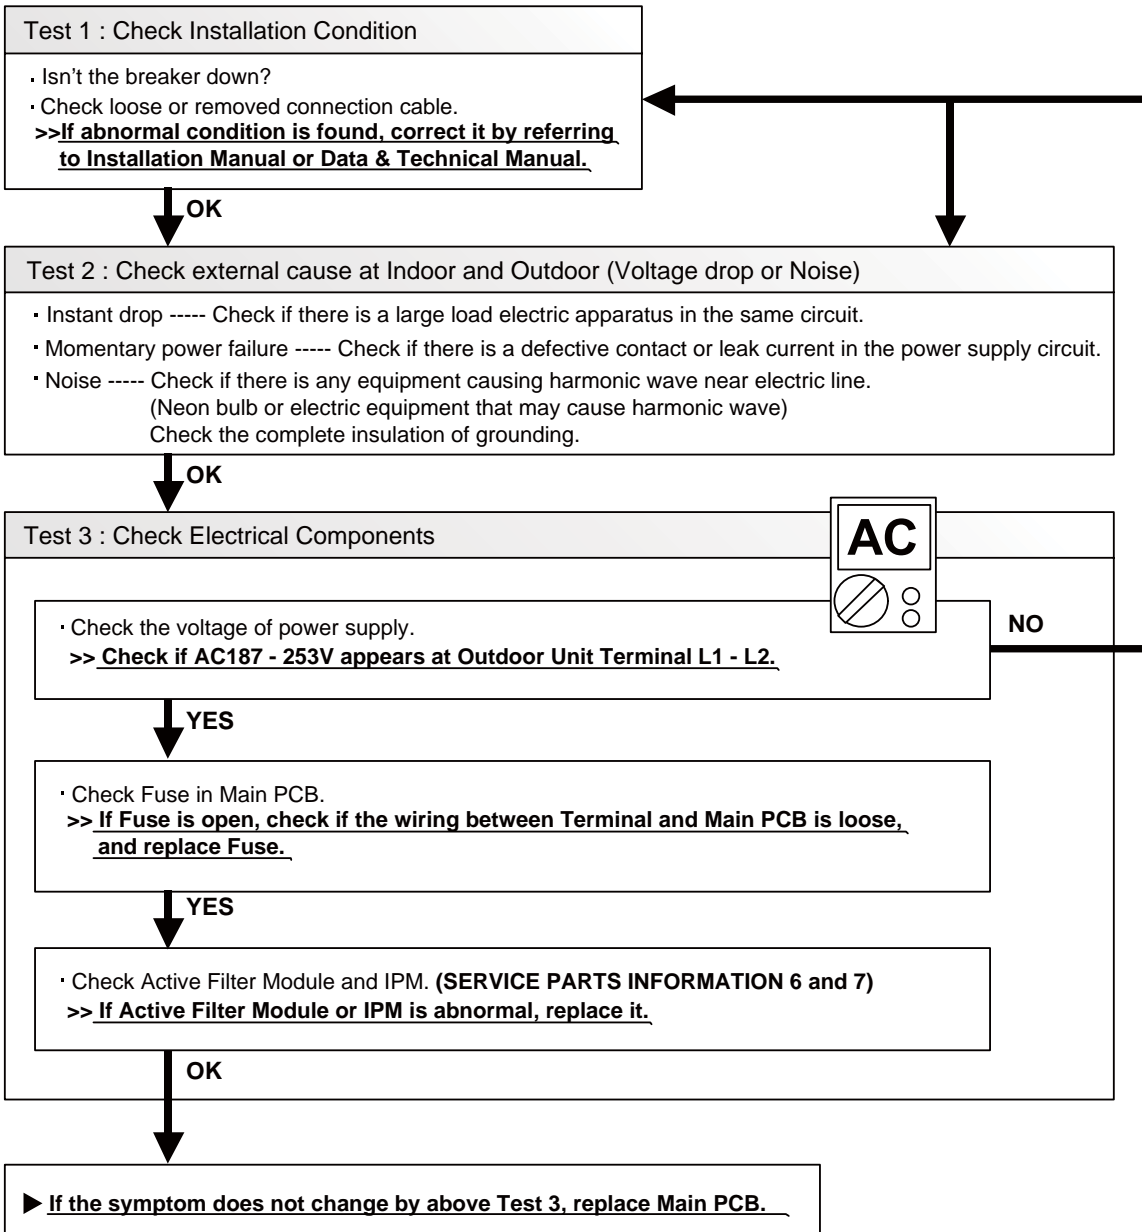 Test 1 : Check Installation Condition
· Isn't the breaker down?
· Check loose or removed connection cable.
>>If abnormal condition is found, correct it by referring
to Installation Manual or Data & Technical Manual.
OK
Test 2 : Check external cause at Indoor and Outdoor (Voltage drop or Noise)
· Instant drop ----- Check if there is a large load electric apparatus in the same circuit.
· Momentary power failure ----- Check if there is a defective contact or leak current in the power supply circuit.
· Noise ----- Check if there is any equipment causing harmonic wave near electric line.
(Neon bulb or electric equipment that may cause harmonic wave)
Check the complete insulation of grounding.
OK
Test 3 : Check Electrical Components
AC
· Check the voltage of power supply.
>> Check if AC187 - 253V appears at Outdoor Unit Terminal L1 - L2.
NO
YES
· Check Fuse in Main PCB.
>> If Fuse is open, check if the wiring between Terminal and Main PCB is loose,
and replace Fuse.
YES
· Check Active Filter Module and IPM. (SERVICE PARTS INFORMATION 6 and 7)
>> If Active Filter Module or IPM is abnormal, replace it.
OK
▶ If the symptom does not change by above Test 3, replace Main PCB.